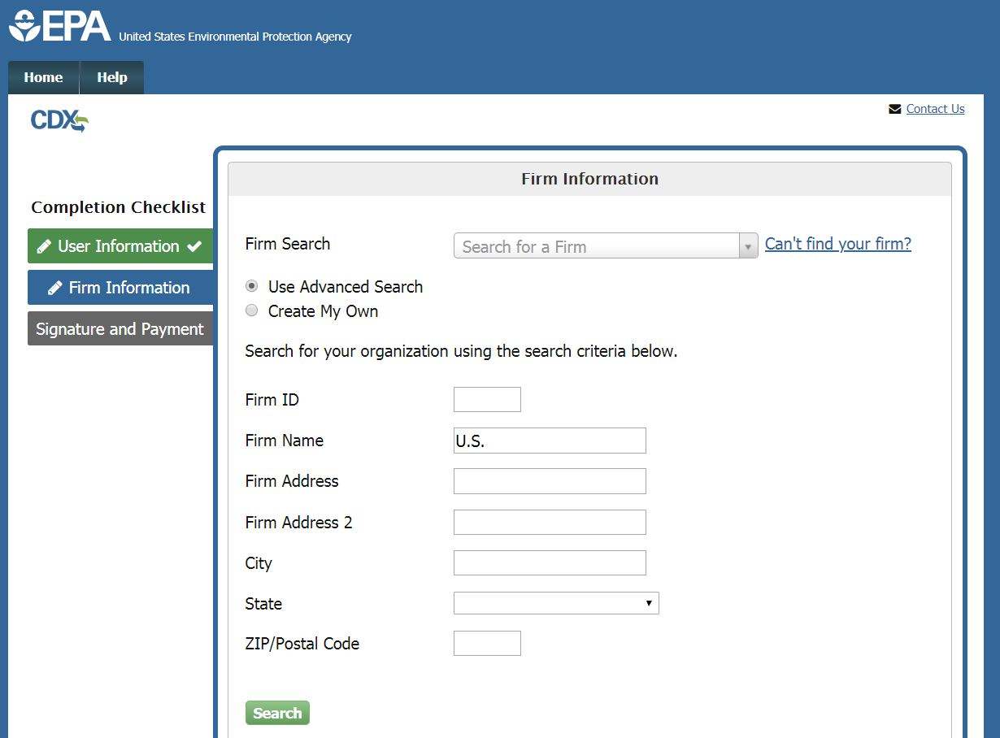 EPA United States Environmental Protection Agency
Home Help
CDX
Contact Us
Completion Checklist
User Information
Firm Information
Signature and Payment
Firm Information
Firm Search Search for a Firm Can't find your firm?
Use Advanced Search
Create My Own
Search for your organization using the search criteria below.
Firm ID
Firm Name U.S.
Firm Address
Firm Address 2
City
State
ZIP/Postal Code
Search